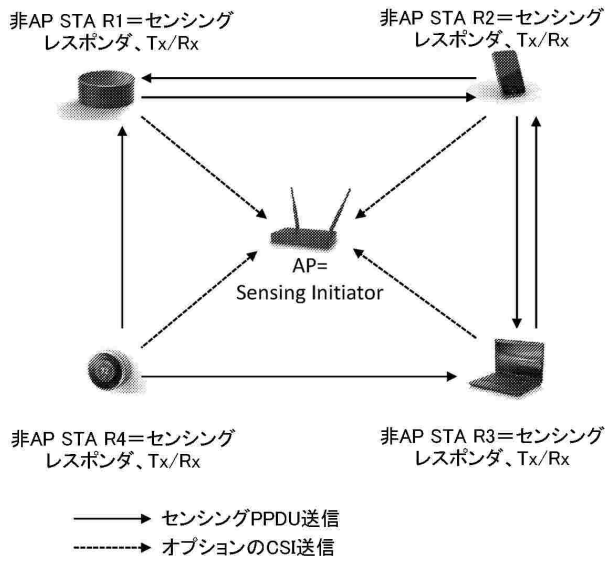 非AP STA R1＝センシング
レスポンダ、Tx/Rx
非AP STA R2＝センシング
レスポンダ、Tx/Rx
AP=
Sensing Initiator
非AP STA R4＝センシング
レスポンダ、Tx/Rx
非AP STA R3＝センシング
レスポンダ、Tx/Rx
センシングPPDU送信
オプションのCSI送信